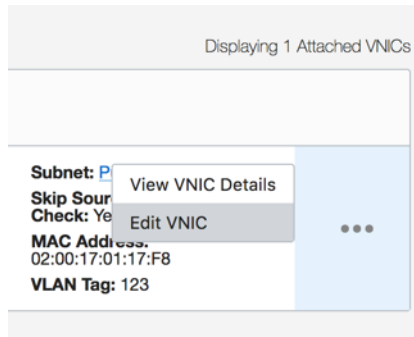 Displaying 1 Attached VNICs
Subnet: P
View VNIC Details
Skip Sour
Check: Ye
Edit VNIC
MAC Address:
02:00:17:01:17:F8
VLAN Tag: 123